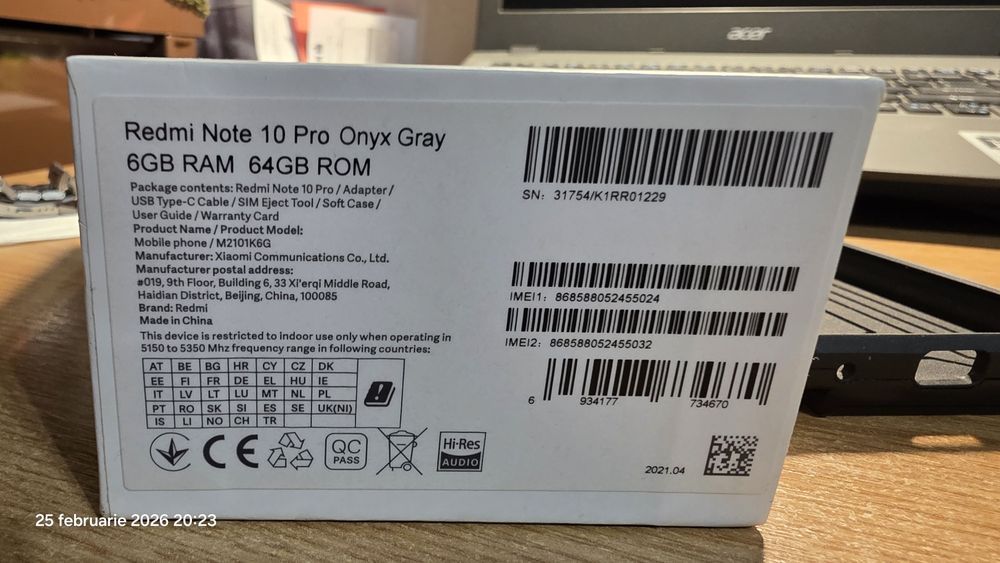 acer
Redmi Note 10 Pro Onyx Gray
6GB RAM 64GB ROM
Package contents: Redmi Note 10 Pro / Adapter /
USB Type-C Cable / SIM Eject Tool / Soft Case /
User Guide / Warranty Card
Product Name / Product Model:
Mobile phone / M2101K6G
Manufacturer: Xiaomi Communications Co., Ltd.
Manufacturer postal address:
#019, 9th Floor, Building 6, 33 Xi'erqi Middle Road,
Haidian District, Beijing, China, 100085
Brand: Redmi
Made in China
This device is restricted to indoor use only when operating in
5150 to 5350 Mhz frequency range in following countries:
AT BE BG HR CY CZ DK
EE FI FR DE EL HU IE
IT LV LT LU MT NL PL
PT RO SK SI ES SE UK(NI)
IS LI NO CH TR
CE
QC
PASS
Hi-Res
AUDIO
SN: 31754/K1RR01229
IMEI1: 868588052455024
IMEI2: 868588052455032
6 934177 734670
2021.04
25 februarie 2026 20:23